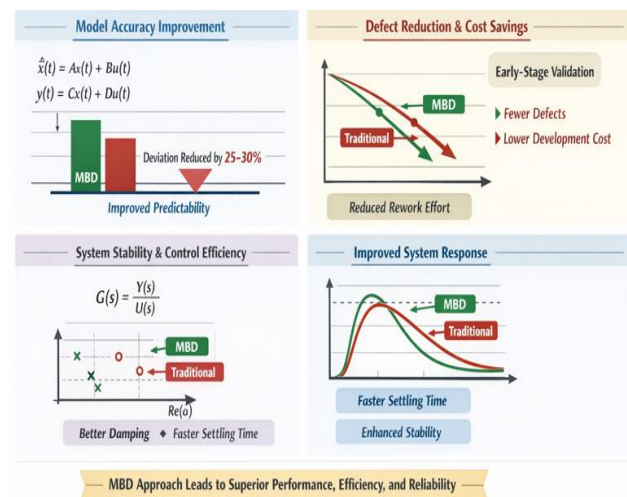 Model Accuracy Improvement
x̂(t) = Ax(t) + Bu(t)
y(t) = Cx(t) + Du(t)
MBD
Deviation Reduced by 25–30%
Improved Predictability
Defect Reduction & Cost Savings
Early-Stage Validation
MBD
Traditional
Fewer Defects
Lower Development Cost
Reduced Rework Effort
System Stability & Control Efficiency
G(s) = Y(s) / U(s)
MBD
Traditional
Re(a)
Better Damping ◆ Faster Settling Time
Improved System Response
MBD
Traditional
Faster Settling Time
Enhanced Stability
MBD Approach Leads to Superior Performance, Efficiency, and Reliability